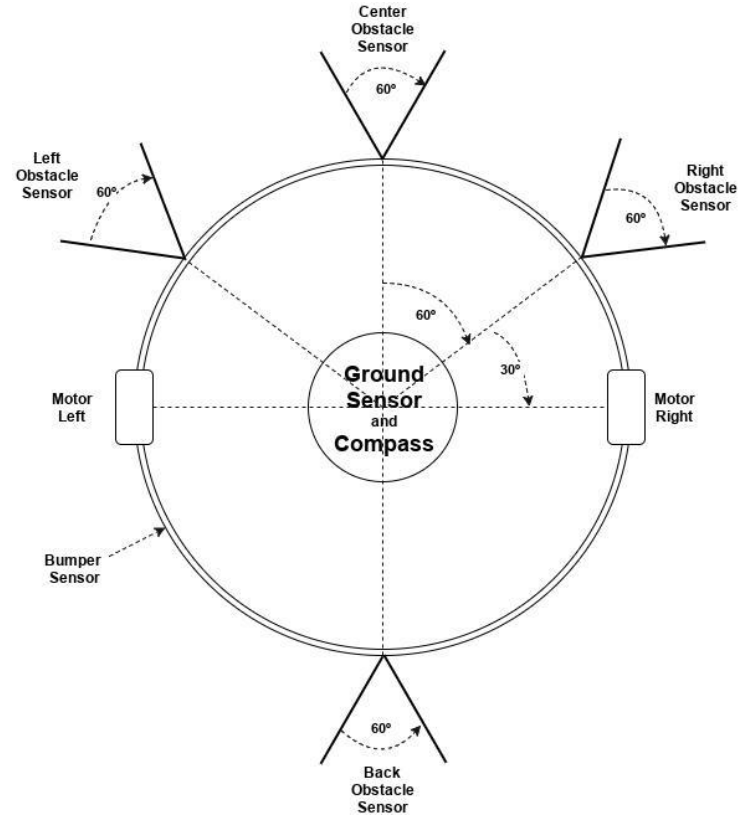 Center
Obstacle
Sensor
60º
Left
Obstacle
Sensor
60º
Right
Obstacle
Sensor
60º
60º
30º
Ground
Sensor
and
Compass
Motor
Left
Motor
Right
Bumper
Sensor
60º
Back
Obstacle
Sensor